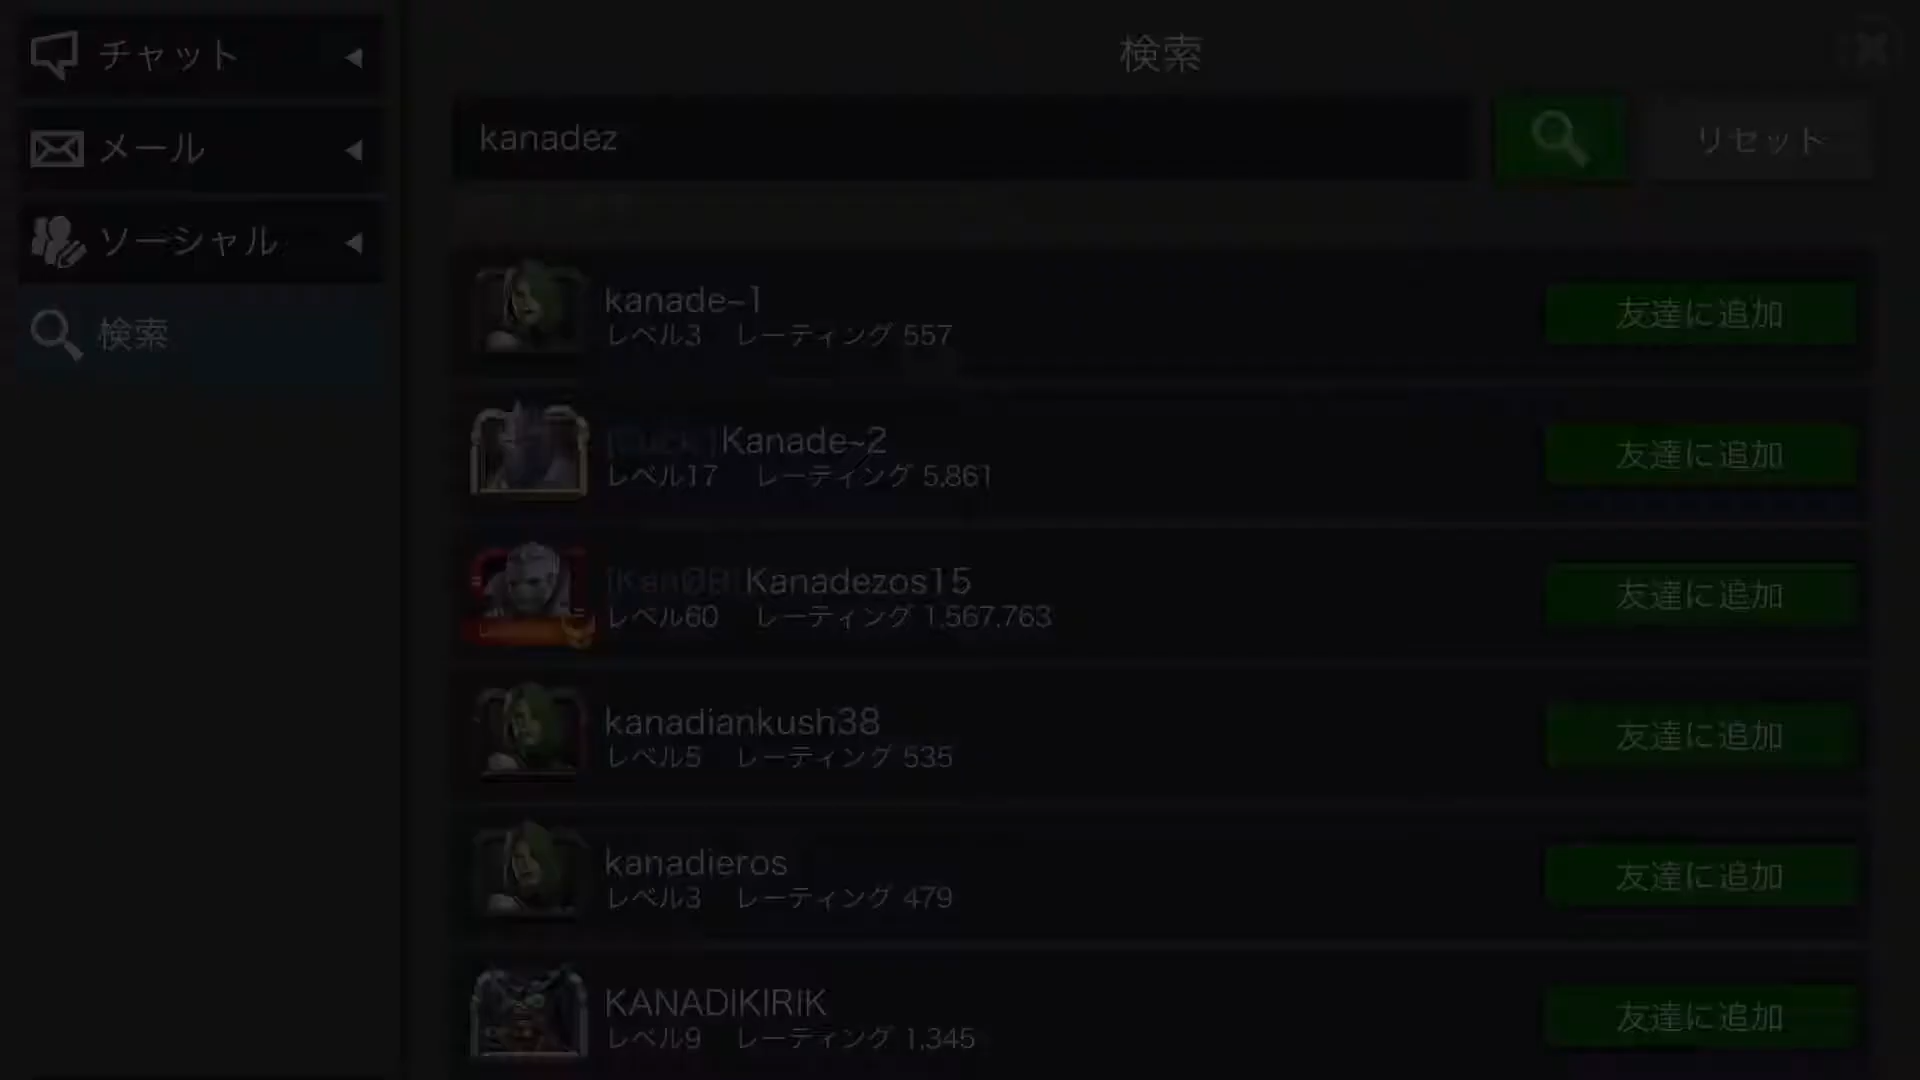 チャット
メール
ソーシャル
検索
検索
kanadez
リセット
kanade~1
レベル3 レーティング 557
友達に追加
Kanade~2
レベル17 レーティング 5,861
友達に追加
Kanadezos15
レベル60 レーティング 1,567,763
友達に追加
kanadiankush38
レベル5 レーティング 535
友達に追加
kanadieros
レベル3 レーティング 479
友達に追加
KANADIKIRIK
レベル9 レーティング 1,345
友達に追加